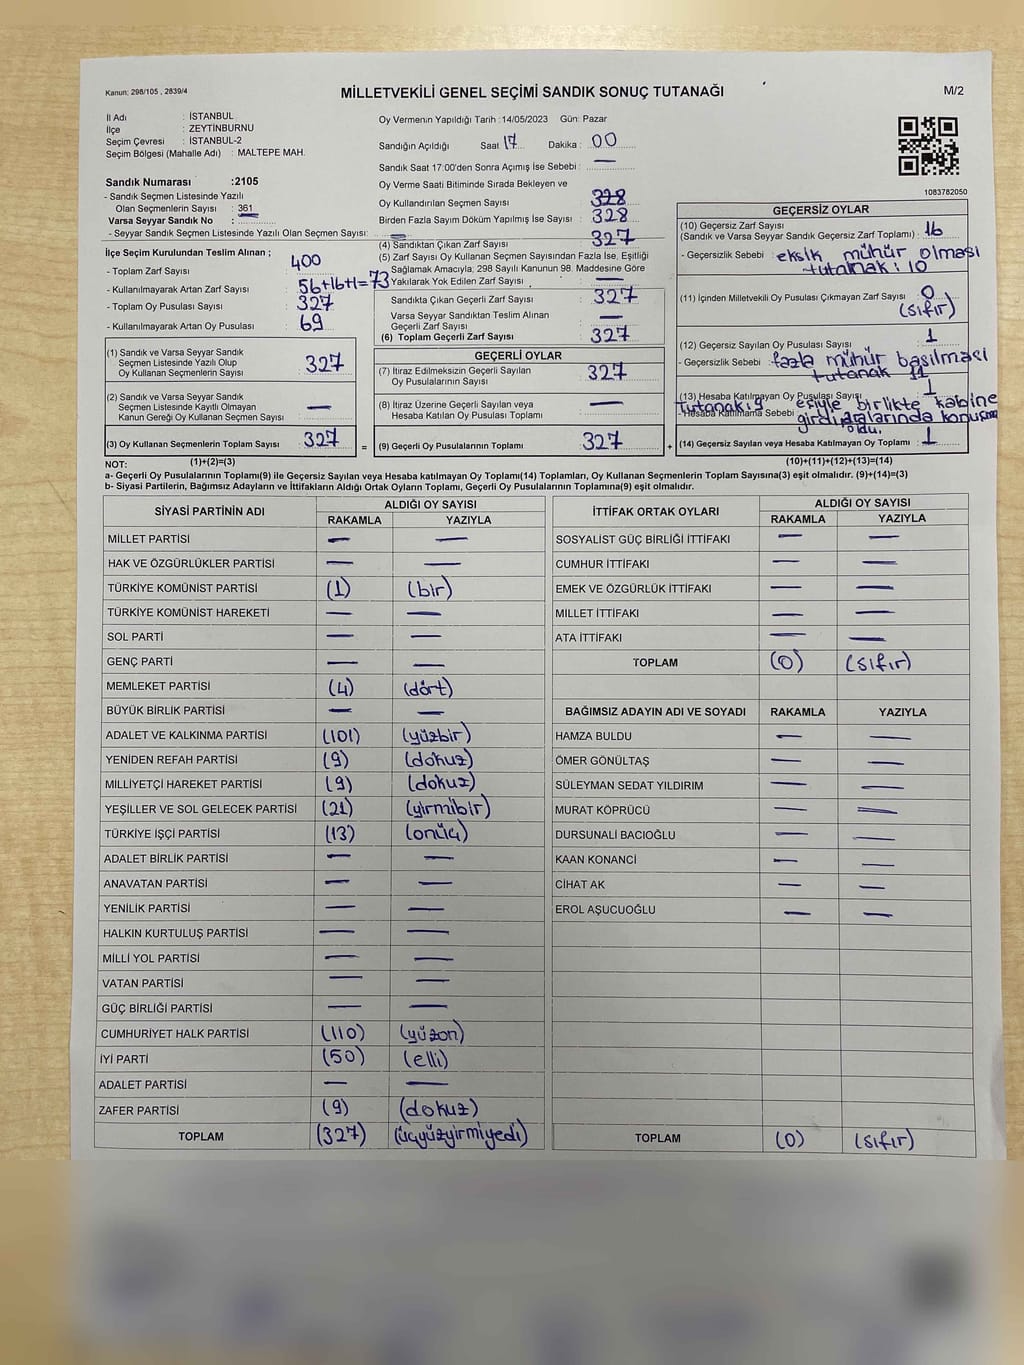 Kanun: 298/105 , 2839/4
MİLLETVEKİLİ GENEL SEÇİMİ SANDIK SONUÇ TUTANAĞI
M/2
İl Adı : İSTANBUL
İlçe : ZEYTİNBURNU
Seçim Çevresi : İSTANBUL-2
Seçim Bölgesi (Mahalle Adı) : MALTEPE MAH.
Sandık Numarası :2105
- Sandık Seçmen Listesinde Yazılı
Olan Seçmenlerin Sayısı : 361
Varsa Seyyar Sandık No :
- Seyyar Sandık Seçmen Listesinde Yazılı Olan Seçmen Sayısı: —
İlçe Seçim Kurulundan Teslim Alınan ;
- Toplam Zarf Sayısı : 400
- Kullanılmayarak Artan Zarf Sayısı : 56+16+1=73
- Toplam Oy Pusulası Sayısı : 327
- Kullanılmayarak Artan Oy Pusulası : 69
Oy Vermenin Yapıldığı Tarih :14/05/2023 Gün: Pazar
Sandığın Açıldığı Saat 17 Dakika : 00
Sandık Saat 17:00'den Sonra Açımış İse Sebebi : —
Oy Verme Saati Bitiminde Sırada Bekleyen ve
Oy Kullandırılan Seçmen Sayısı : 328
Birden Fazla Sayım Döküm Yapılmış İse Sayısı : 328
(4) Sandıktan Çıkan Zarf Sayısı : 327
(5) Zarf Sayısı Oy Kullanan Seçmen Sayısından Fazla İse, Eşitliği
Sağlamak Amacıyla; 298 Sayılı Kanunun 98. Maddesine Göre
Yakılarak Yok Edilen Zarf Sayısı : —
Sandıkta Çıkan Geçerli Zarf Sayısı : 327
Varsa Seyyar Sandıktan Teslim Alınan
Geçerli Zarf Sayısı : —
(6) Toplam Geçerli Zarf Sayısı : 327
1083782050
GEÇERSİZ OYLAR
(10) Geçersiz Zarf Sayısı
(Sandık ve Varsa Seyyar Sandık Geçersiz Zarf Toplamı) : 16
- Geçersizlik Sebebi : eksik mühür olması
tutanak : 10
(11) İçinden Milletvekili Oy Pusulası Çıkmayan Zarf Sayısı : 0
(sıfır)
(12) Geçersiz Sayılan Oy Pusulası Sayısı : 1
- Geçersizlik Sebebi : fazla mühür basılması
tutanak 11
(13) Hesaba Katılmayan Oy Pusulası Sayısı : 1
Tutanak: 9 eşiyle birlikte kabine
- Hesaba Katılmama Sebebi girdi aralarında konuşma
oldu.
(14) Geçersiz Sayılan veya Hesaba Katılmayan Oy Toplamı : 1
(10)+(11)+(12)+(13)=(14)
(1) Sandık ve Varsa Seyyar Sandık
Seçmen Listesinde Yazılı Olup
Oy Kullanan Seçmenlerin Sayısı : 327
(2) Sandık ve Varsa Seyyar Sandık
Seçmen Listesinde Kayıtlı Olmayan
Kanun Gereği Oy Kullanan Seçmen Sayısı : —
(3) Oy Kullanan Seçmenlerin Toplam Sayısı : 327
(1)+(2)=(3)
=
GEÇERLİ OYLAR
(7) İtiraz Edilmeksizin Geçerli Sayılan
Oy Pusulalarının Sayısı : 327
(8) İtiraz Üzerine Geçerli Sayılan veya
Hesaba Katılan Oy Pusulası Toplamı : —
(9) Geçerli Oy Pusulalarının Toplamı : 327
+
NOT:
a- Geçerli Oy Pusulalarının Toplamı(9) ile Geçersiz Sayılan veya Hesaba katılmayan Oy Toplamı(14) Toplamları, Oy Kullanan Seçmenlerin Toplam Sayısına(3) eşit olmalıdır. (9)+(14)=(3)
b- Siyasi Partilerin, Bağımsız Adayların ve İttifakların Aldığı Ortak Oyların Toplamı, Geçerli Oy Pusulalarının Toplamına(9) eşit olmalıdır.
SİYASİ PARTİNİN ADI ALDIĞI OY SAYISI
RAKAMLA YAZIYLA
MİLLET PARTİSİ — —
HAK VE ÖZGÜRLÜKLER PARTİSİ — —
TÜRKİYE KOMÜNİST PARTİSİ (1) (bir)
TÜRKİYE KOMÜNİST HAREKETİ — —
SOL PARTİ — —
GENÇ PARTİ — —
MEMLEKET PARTİSİ (4) (dört)
BÜYÜK BİRLİK PARTİSİ — —
ADALET VE KALKINMA PARTİSİ (101) (yüzbir)
YENİDEN REFAH PARTİSİ (9) (dokuz)
MİLLİYETÇİ HAREKET PARTİSİ (9) (dokuz)
YEŞİLLER VE SOL GELECEK PARTİSİ (21) (yirmibir)
TÜRKİYE İŞÇİ PARTİSİ (13) (onüç)
ADALET BİRLİK PARTİSİ — —
ANAVATAN PARTİSİ — —
YENİLİK PARTİSİ — —
HALKIN KURTULUŞ PARTİSİ — —
MİLLİ YOL PARTİSİ — —
VATAN PARTİSİ — —
GÜÇ BİRLİĞİ PARTİSİ — —
CUMHURİYET HALK PARTİSİ (110) (yüzon)
İYİ PARTİ (50) (elli)
ADALET PARTİSİ — —
ZAFER PARTİSİ (9) (dokuz)
TOPLAM (327) (üçyüzyirmiyedi)
İTTİFAK ORTAK OYLARI ALDIĞI OY SAYISI
RAKAMLA YAZIYLA
SOSYALİST GÜÇ BİRLİĞİ İTTİFAKI — —
CUMHUR İTTİFAKI — —
EMEK VE ÖZGÜRLÜK İTTİFAKI — —
MİLLET İTTİFAKI — —
ATA İTTİFAKI — —
TOPLAM (0) (sıfır)
BAĞIMSIZ ADAYIN ADI VE SOYADI RAKAMLA YAZIYLA
HAMZA BULDU — —
ÖMER GÖNÜLTAŞ — —
SÜLEYMAN SEDAT YILDIRIM — —
MURAT KÖPRÜCÜ — —
DURSUNALİ BACIOĞLU — —
KAAN KONANCİ — —
CİHAT AK — —
EROL AŞUCUOĞLU — —
TOPLAM (0) (sıfır)